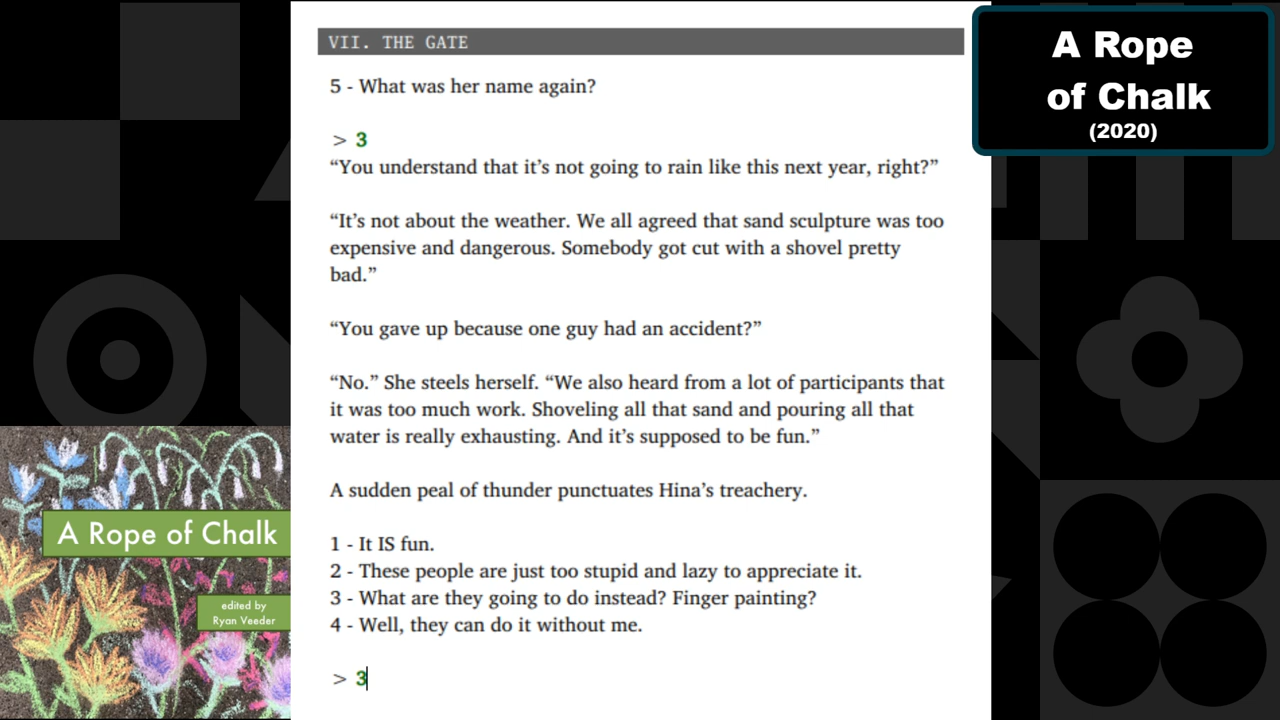 VII. THE GATE
5 - What was her name again?
> 3
“You understand that it’s not going to rain like this next year, right?”
“It’s not about the weather. We all agreed that sand sculpture was too
expensive and dangerous. Somebody got cut with a shovel pretty
bad.”
“You gave up because one guy had an accident?”
“No.” She steels herself. “We also heard from a lot of participants that
it was too much work. Shoveling all that sand and pouring all that
water is really exhausting. And it’s supposed to be fun.”
A sudden peal of thunder punctuates Hina’s treachery.
1 - It IS fun.
2 - These people are just too stupid and lazy to appreciate it.
3 - What are they going to do instead? Finger painting?
4 - Well, they can do it without me.
> 3
A Rope
of Chalk
(2020)
A Rope of Chalk
edited by
Ryan Veeder